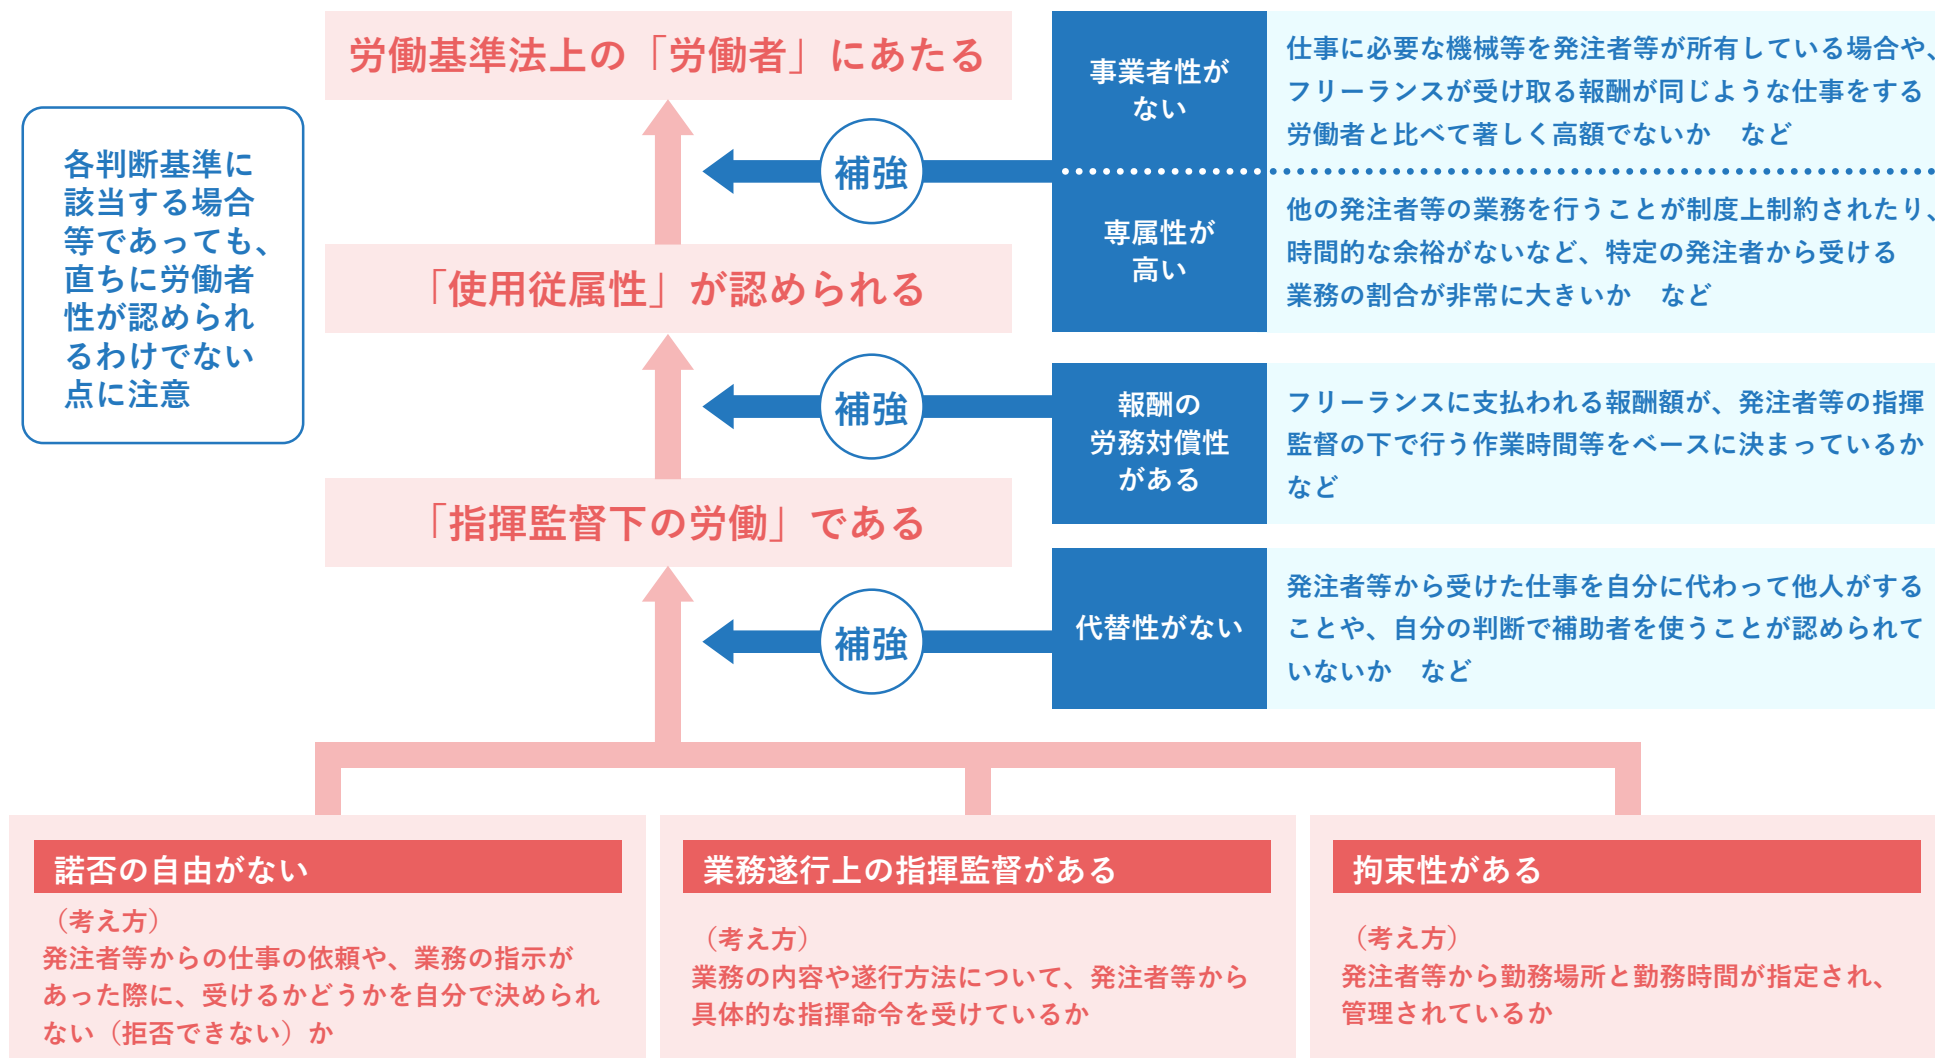 労働基準法上の「労働者」にあたる
各判断基準に
該当する場合
等であっても、
直ちに労働者
性が認められ
るわけでない
点に注意
補強
事業者性が
ない
仕事に必要な機械等を発注者等が所有している場合や、
フリーランスが受け取る報酬が同じような仕事をする
労働者と比べて著しく高額でないか　など
専属性が
高い
他の発注者等の業務を行うことが制度上制約されたり、
時間的な余裕がないなど、特定の発注者から受ける
業務の割合が非常に大きいか　など
「使用従属性」が認められる
補強
報酬の
労務対償性
がある
フリーランスに支払われる報酬額が、発注者等の指揮
監督の下で行う作業時間等をベースに決まっているか
など
「指揮監督下の労働」である
補強
代替性がない
発注者等から受けた仕事を自分に代わって他人がする
ことや、自分の判断で補助者を使うことが認められて
いないか　など
諾否の自由がない
（考え方）
発注者等からの仕事の依頼や、業務の指示が
あった際に、受けるかどうかを自分で決められ
ない（拒否できない）か
業務遂行上の指揮監督がある
（考え方）
業務の内容や遂行方法について、発注者等から
具体的な指揮命令を受けているか
拘束性がある
（考え方）
発注者等から勤務場所と勤務時間が指定され、
管理されているか